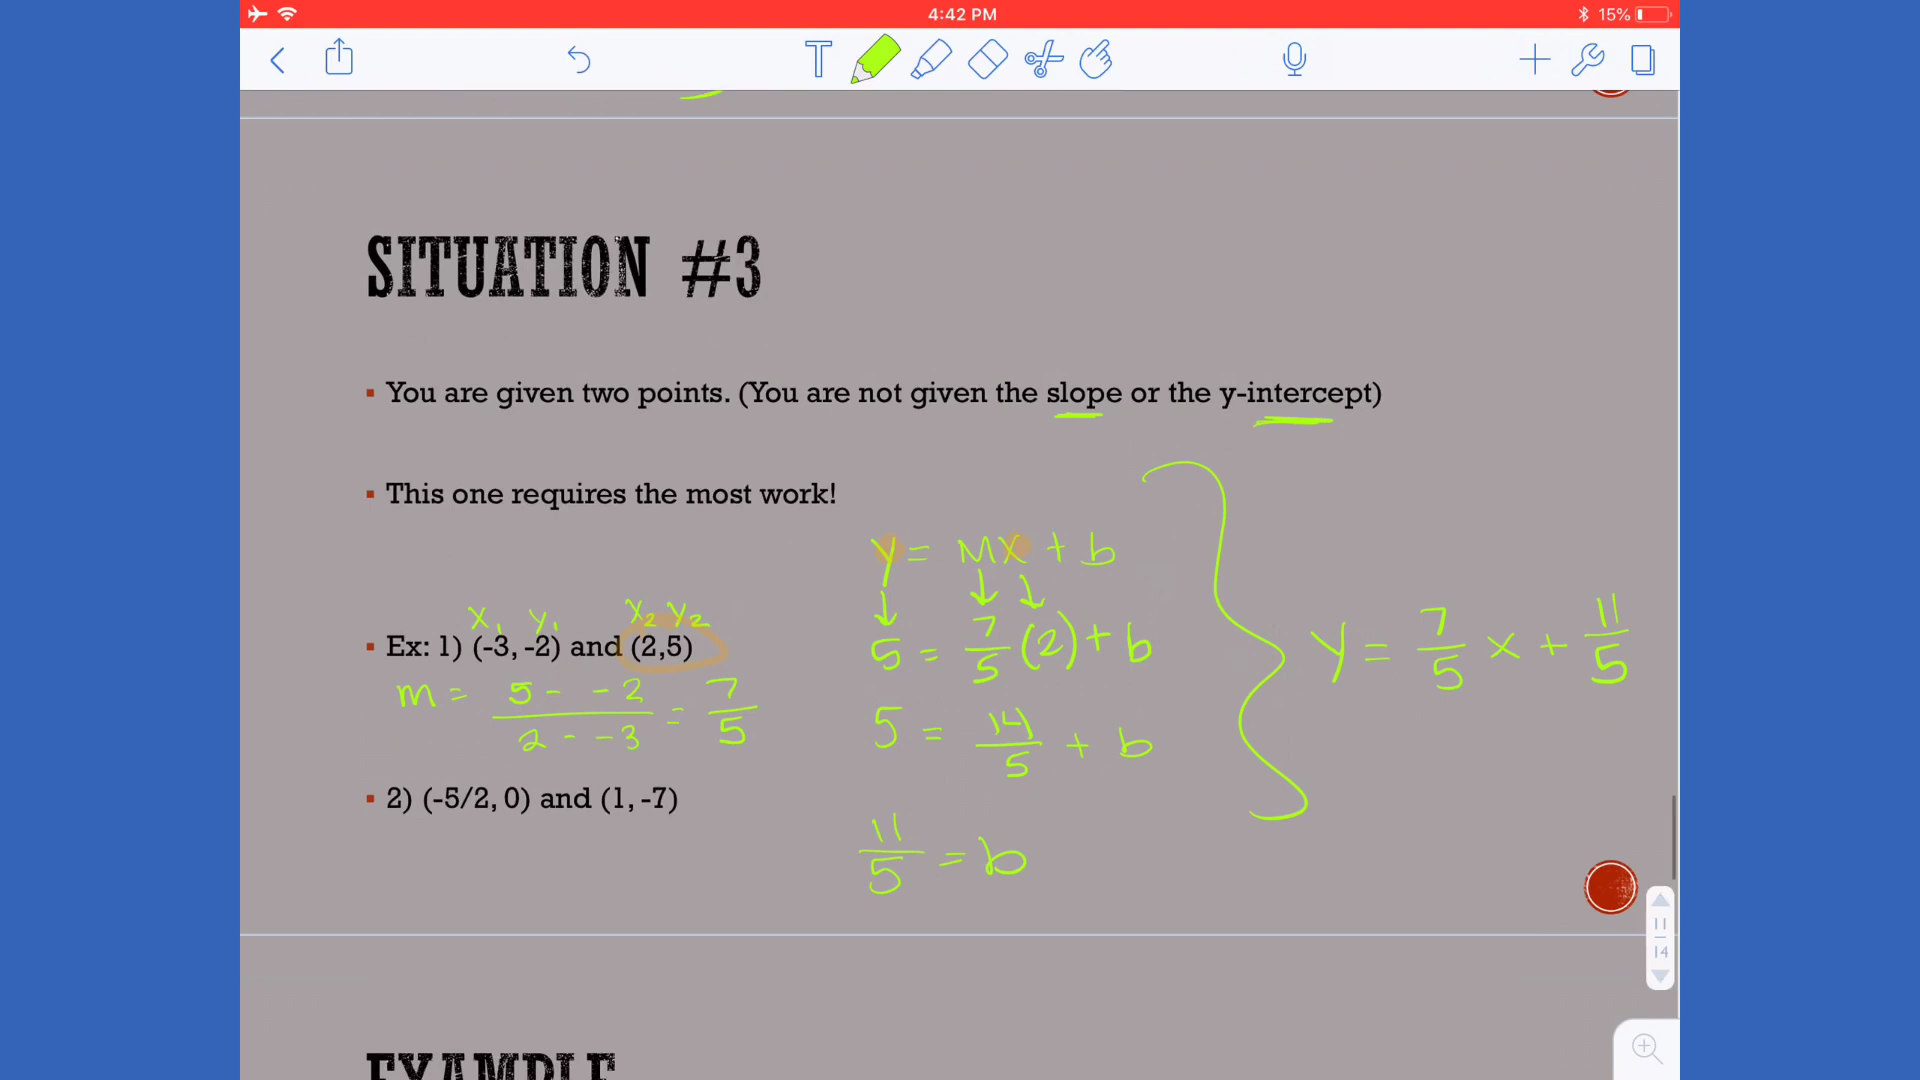 4:42 PM
15%
T
SITUATION #3
▪ You are given two points. (You are not given the slope or the y-intercept)
▪ This one requires the most work!
y = Mx + b
x₁ y₁ x₂ y₂
▪ Ex: 1) (-3, -2) and (2,5)
5 = 7/5 (2) + b
m = 5 - -2 / 2 - -3 = 7/5
5 = 14/5 + b
y = 7/5 x + 11/5
▪ 2) (-5/2, 0) and (1, -7)
11/5 = b
11
14
EXAMPLE